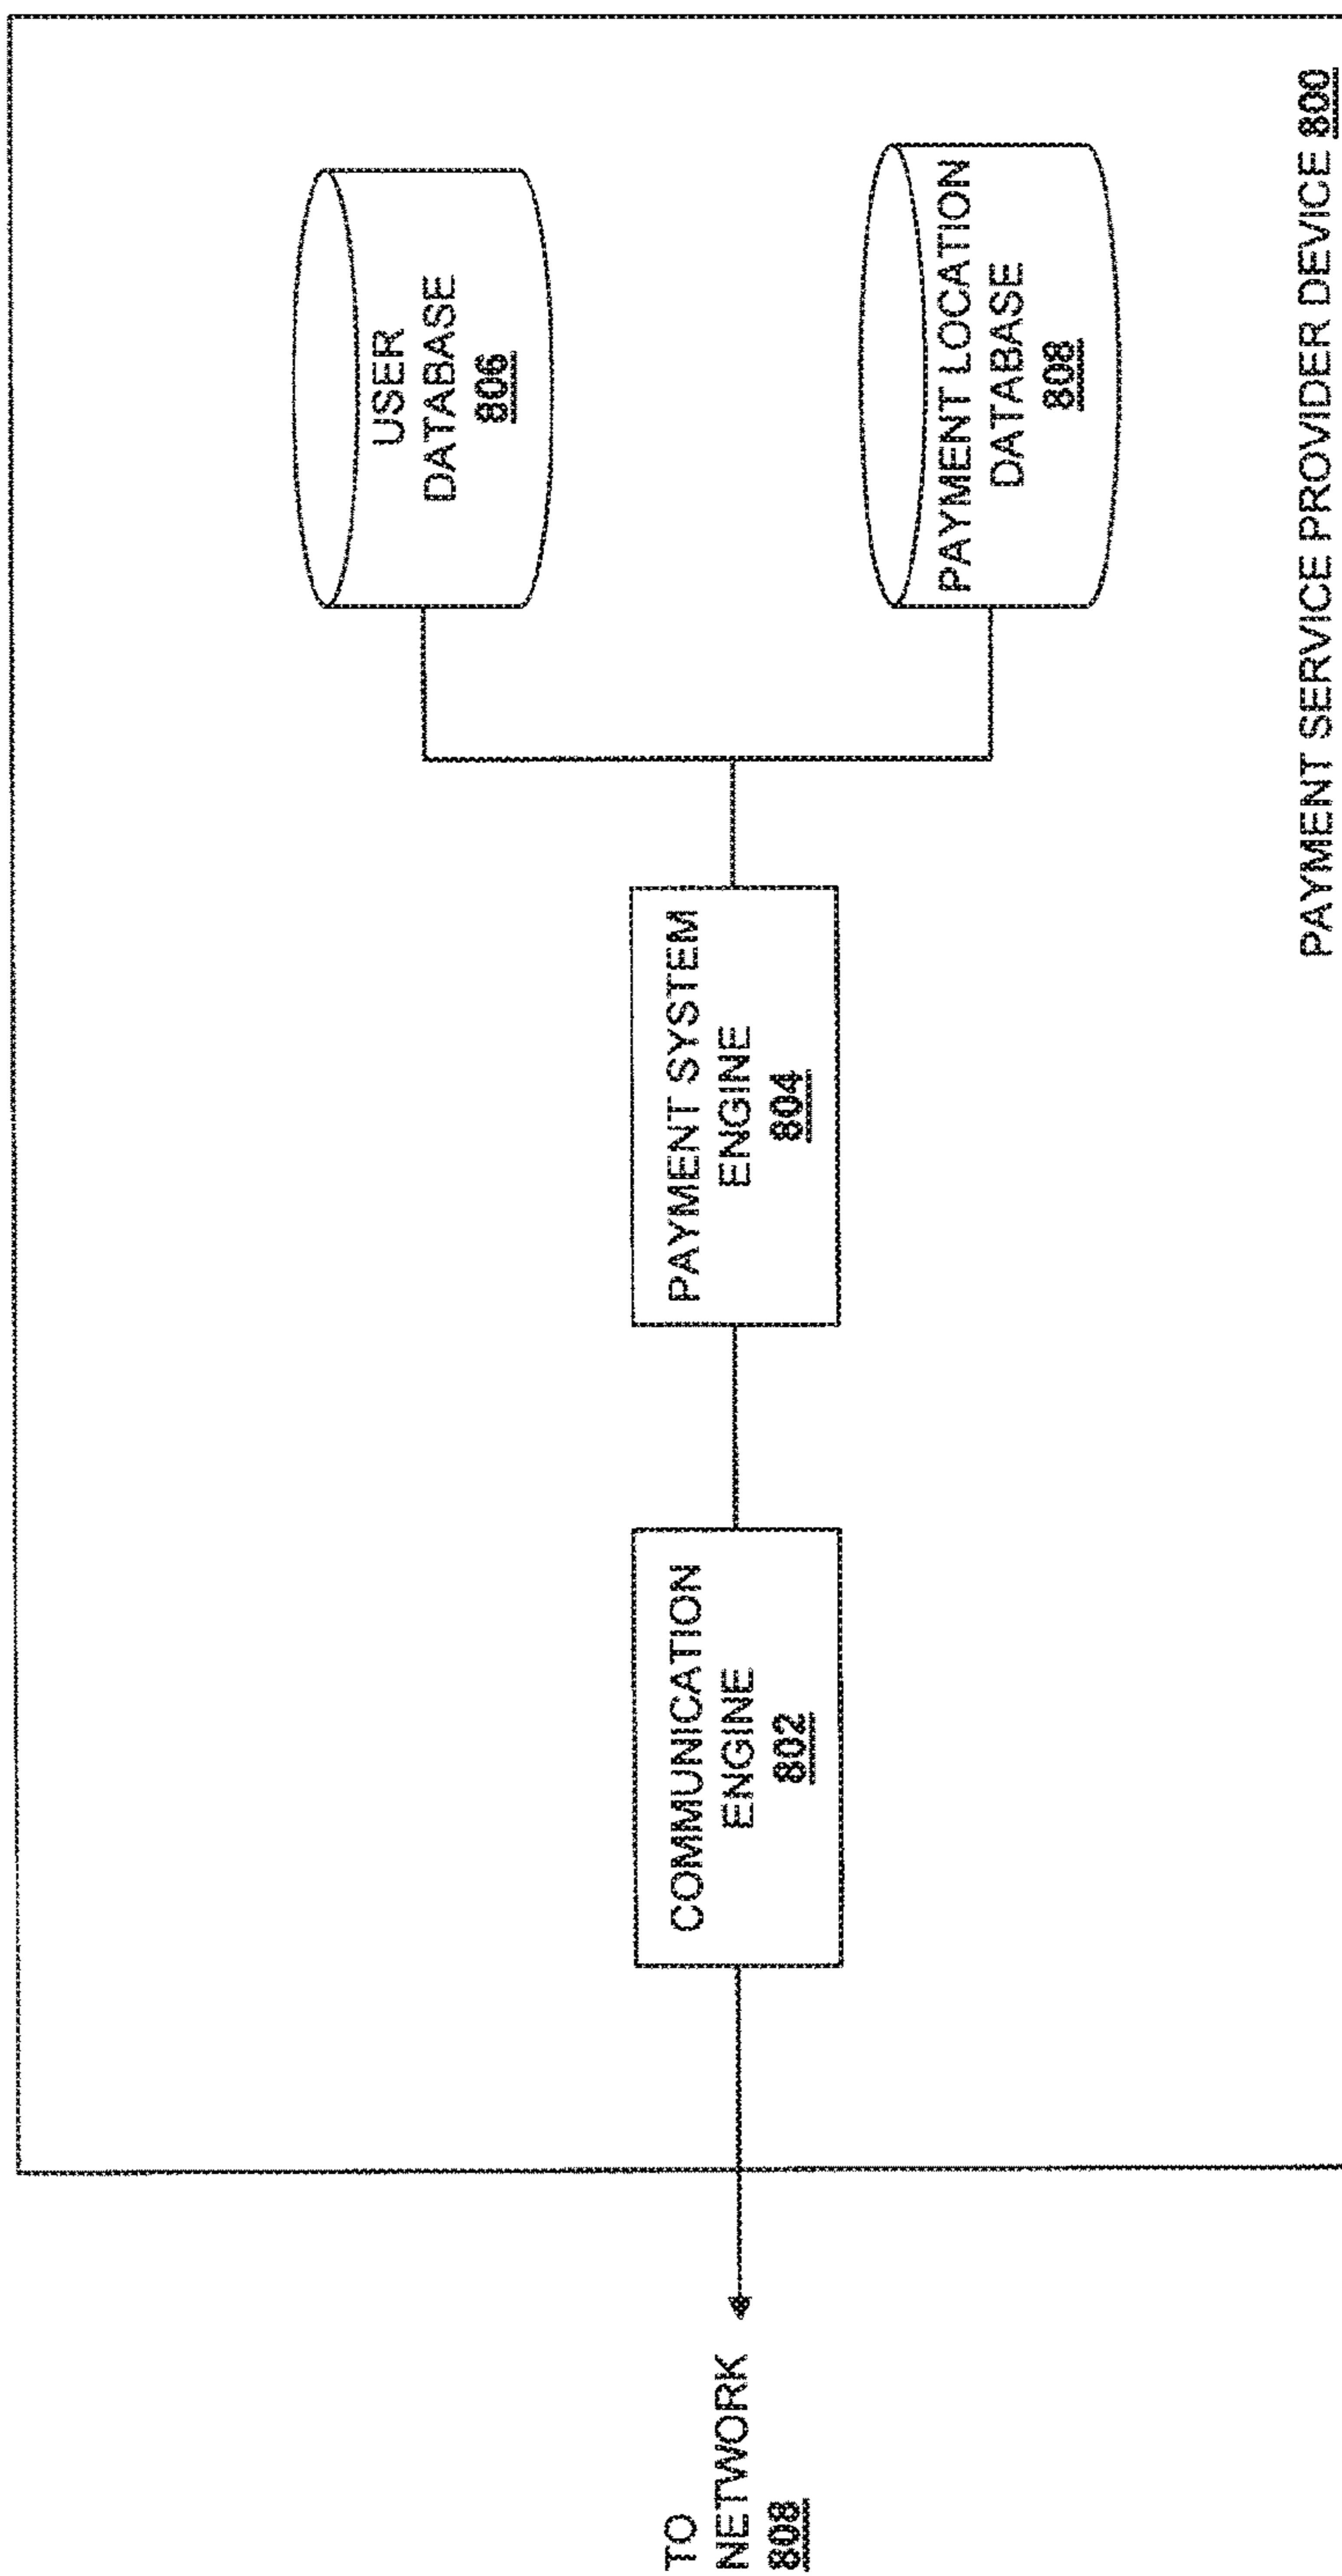 TO
NETWORK
808
COMMUNICATION
ENGINE
802
PAYMENT SYSTEM
ENGINE
804
USER
DATABASE
806
PAYMENT LOCATION
DATABASE
808
PAYMENT SERVICE PROVIDER DEVICE 800